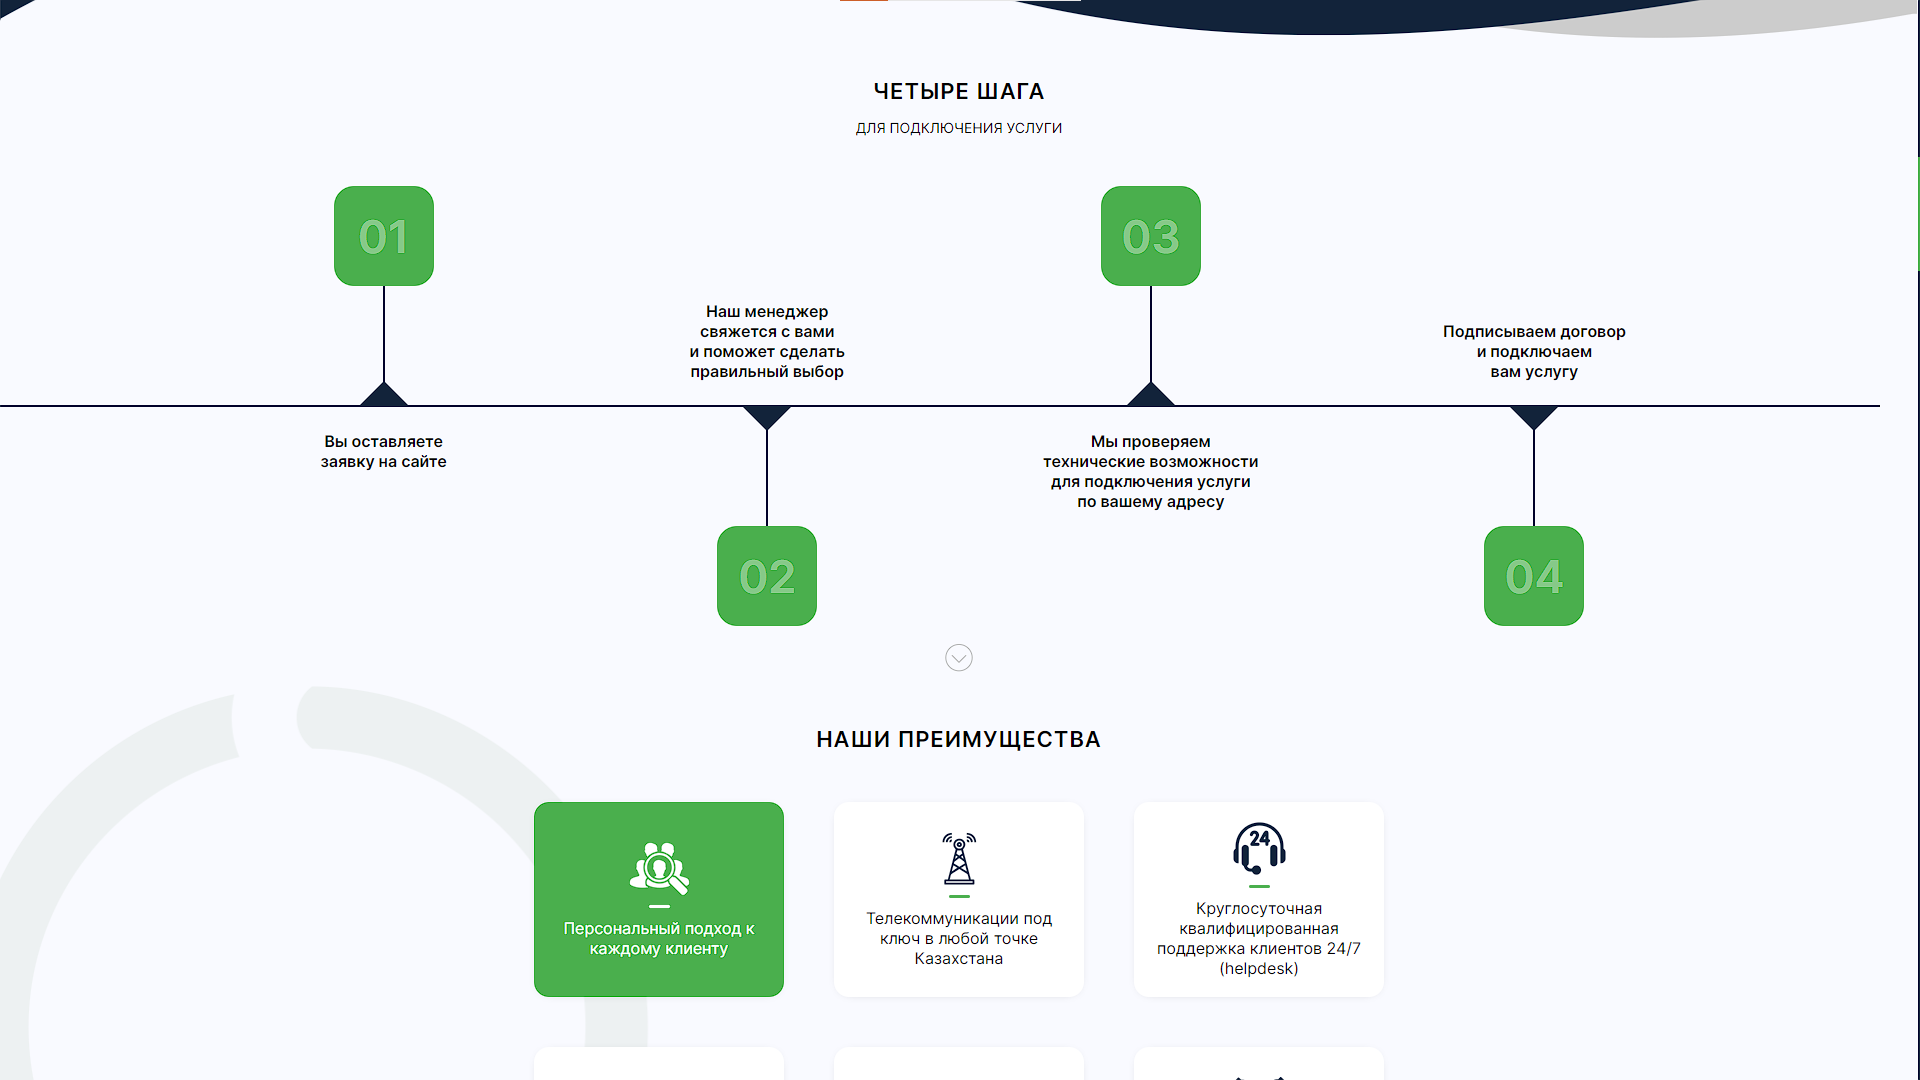 ЧЕТЫРЕ ШАГА
ДЛЯ ПОДКЛЮЧЕНИЯ УСЛУГИ
01
Вы оставляете
заявку на сайте
Наш менеджер
свяжется с вами
и поможет сделать
правильный выбор
02
03
Мы проверяем
технические возможности
для подключения услуги
по вашему адресу
Подписываем договор
и подключаем
вам услугу
04
НАШИ ПРЕИМУЩЕСТВА
Персональный подход к
каждому клиенту
Телекоммуникации под
ключ в любой точке
Казахстана
24
Круглосуточная
квалифицированная
поддержка клиентов 24/7
(helpdesk)